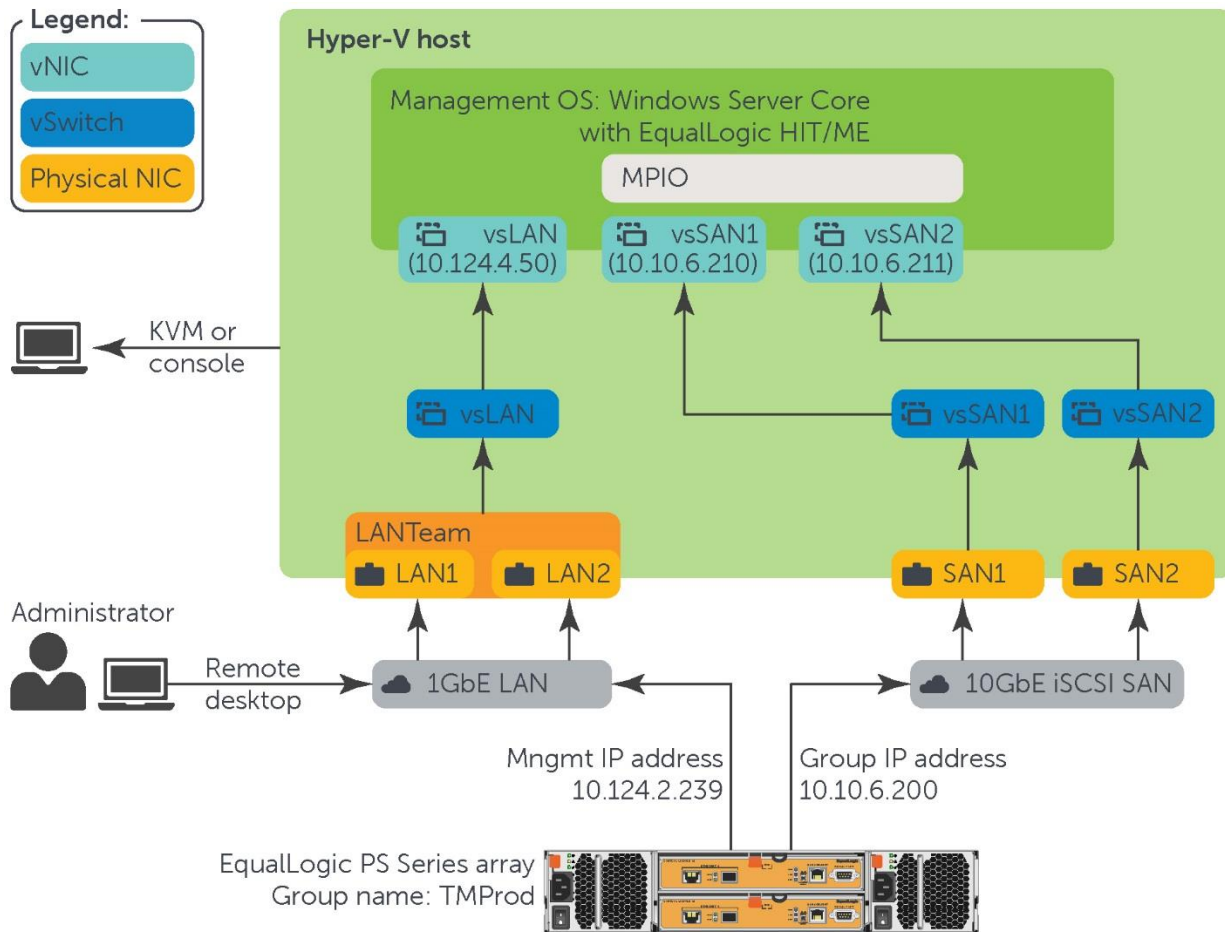 Legend:
vNIC
vSwitch
Physical NIC
Hyper-V host
Management OS: Windows Server Core
with EqualLogic HIT/ME
MPIO
vsLAN
(10.124.4.50)
vsSAN1
(10.10.6.210)
vsSAN2
(10.10.6.211)
KVM or
console
vsLAN
vsSAN1
vsSAN2
LANTeam
LAN1
LAN2
SAN1
SAN2
Administrator
Remote
desktop
1GbE LAN
10GbE iSCSI SAN
Mngmt IP address
10.124.2.239
Group IP address
10.10.6.200
EqualLogic PS Series array
Group name: TMProd